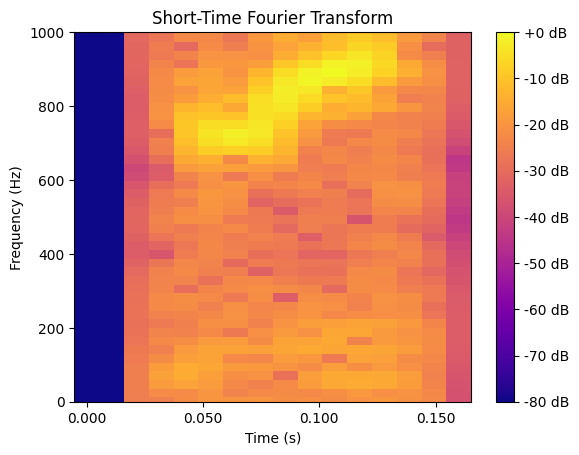 Short-Time Fourier Transform
1000
800
600
400
200
0
Frequency (Hz)
0.000
0.050
0.100
0.150
Time (s)
+0 dB
-10 dB
-20 dB
-30 dB
-40 dB
-50 dB
-60 dB
-70 dB
-80 dB